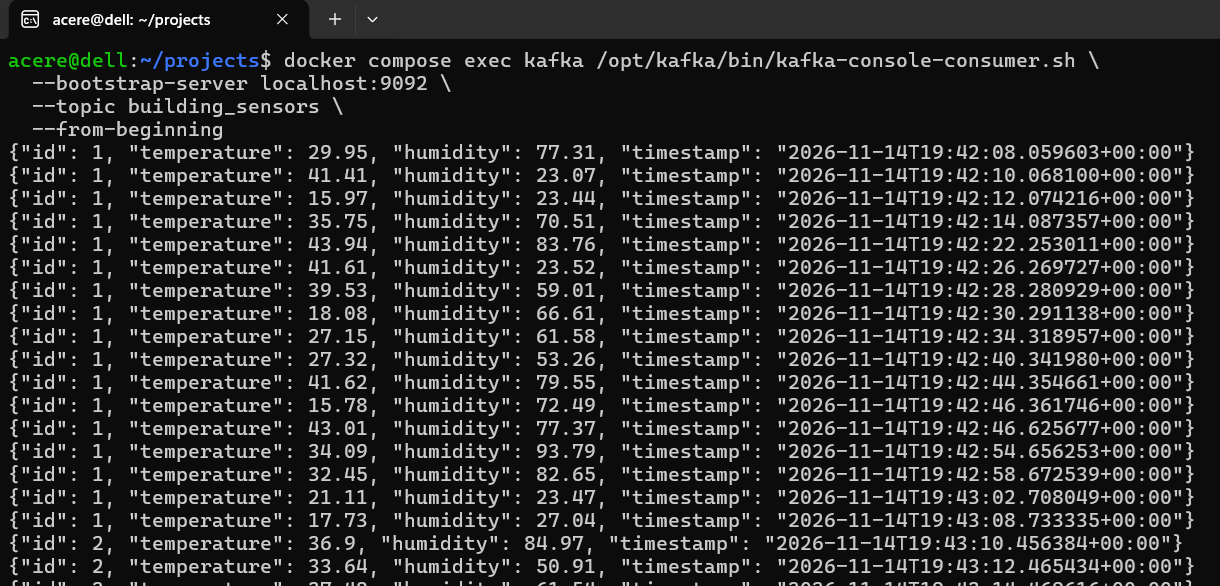 acere@dell: ~/projects
acere@dell:~/projects$ docker compose exec kafka /opt/kafka/bin/kafka-console-consumer.sh \
--bootstrap-server localhost:9092 \
--topic building_sensors \
--from-beginning
{"id": 1, "temperature": 29.95, "humidity": 77.31, "timestamp": "2026-11-14T19:42:08.059603+00:00"}
{"id": 1, "temperature": 41.41, "humidity": 23.07, "timestamp": "2026-11-14T19:42:10.068100+00:00"}
{"id": 1, "temperature": 15.97, "humidity": 23.44, "timestamp": "2026-11-14T19:42:12.074216+00:00"}
{"id": 1, "temperature": 35.75, "humidity": 70.51, "timestamp": "2026-11-14T19:42:14.087357+00:00"}
{"id": 1, "temperature": 43.94, "humidity": 83.76, "timestamp": "2026-11-14T19:42:22.253011+00:00"}
{"id": 1, "temperature": 41.61, "humidity": 23.52, "timestamp": "2026-11-14T19:42:26.269727+00:00"}
{"id": 1, "temperature": 39.53, "humidity": 59.01, "timestamp": "2026-11-14T19:42:28.280929+00:00"}
{"id": 1, "temperature": 18.08, "humidity": 66.61, "timestamp": "2026-11-14T19:42:30.291138+00:00"}
{"id": 1, "temperature": 27.15, "humidity": 61.58, "timestamp": "2026-11-14T19:42:34.318957+00:00"}
{"id": 1, "temperature": 27.32, "humidity": 53.26, "timestamp": "2026-11-14T19:42:40.341980+00:00"}
{"id": 1, "temperature": 41.62, "humidity": 79.55, "timestamp": "2026-11-14T19:42:44.354661+00:00"}
{"id": 1, "temperature": 15.78, "humidity": 72.49, "timestamp": "2026-11-14T19:42:46.361746+00:00"}
{"id": 1, "temperature": 43.01, "humidity": 77.37, "timestamp": "2026-11-14T19:42:46.625677+00:00"}
{"id": 1, "temperature": 34.09, "humidity": 93.79, "timestamp": "2026-11-14T19:42:54.656253+00:00"}
{"id": 1, "temperature": 32.45, "humidity": 82.65, "timestamp": "2026-11-14T19:42:58.672539+00:00"}
{"id": 1, "temperature": 21.11, "humidity": 23.47, "timestamp": "2026-11-14T19:43:02.708049+00:00"}
{"id": 1, "temperature": 17.73, "humidity": 27.04, "timestamp": "2026-11-14T19:43:08.733335+00:00"}
{"id": 2, "temperature": 36.9, "humidity": 84.97, "timestamp": "2026-11-14T19:43:10.456384+00:00"}
{"id": 2, "temperature": 33.64, "humidity": 50.91, "timestamp": "2026-11-14T19:43:12.465434+00:00"}